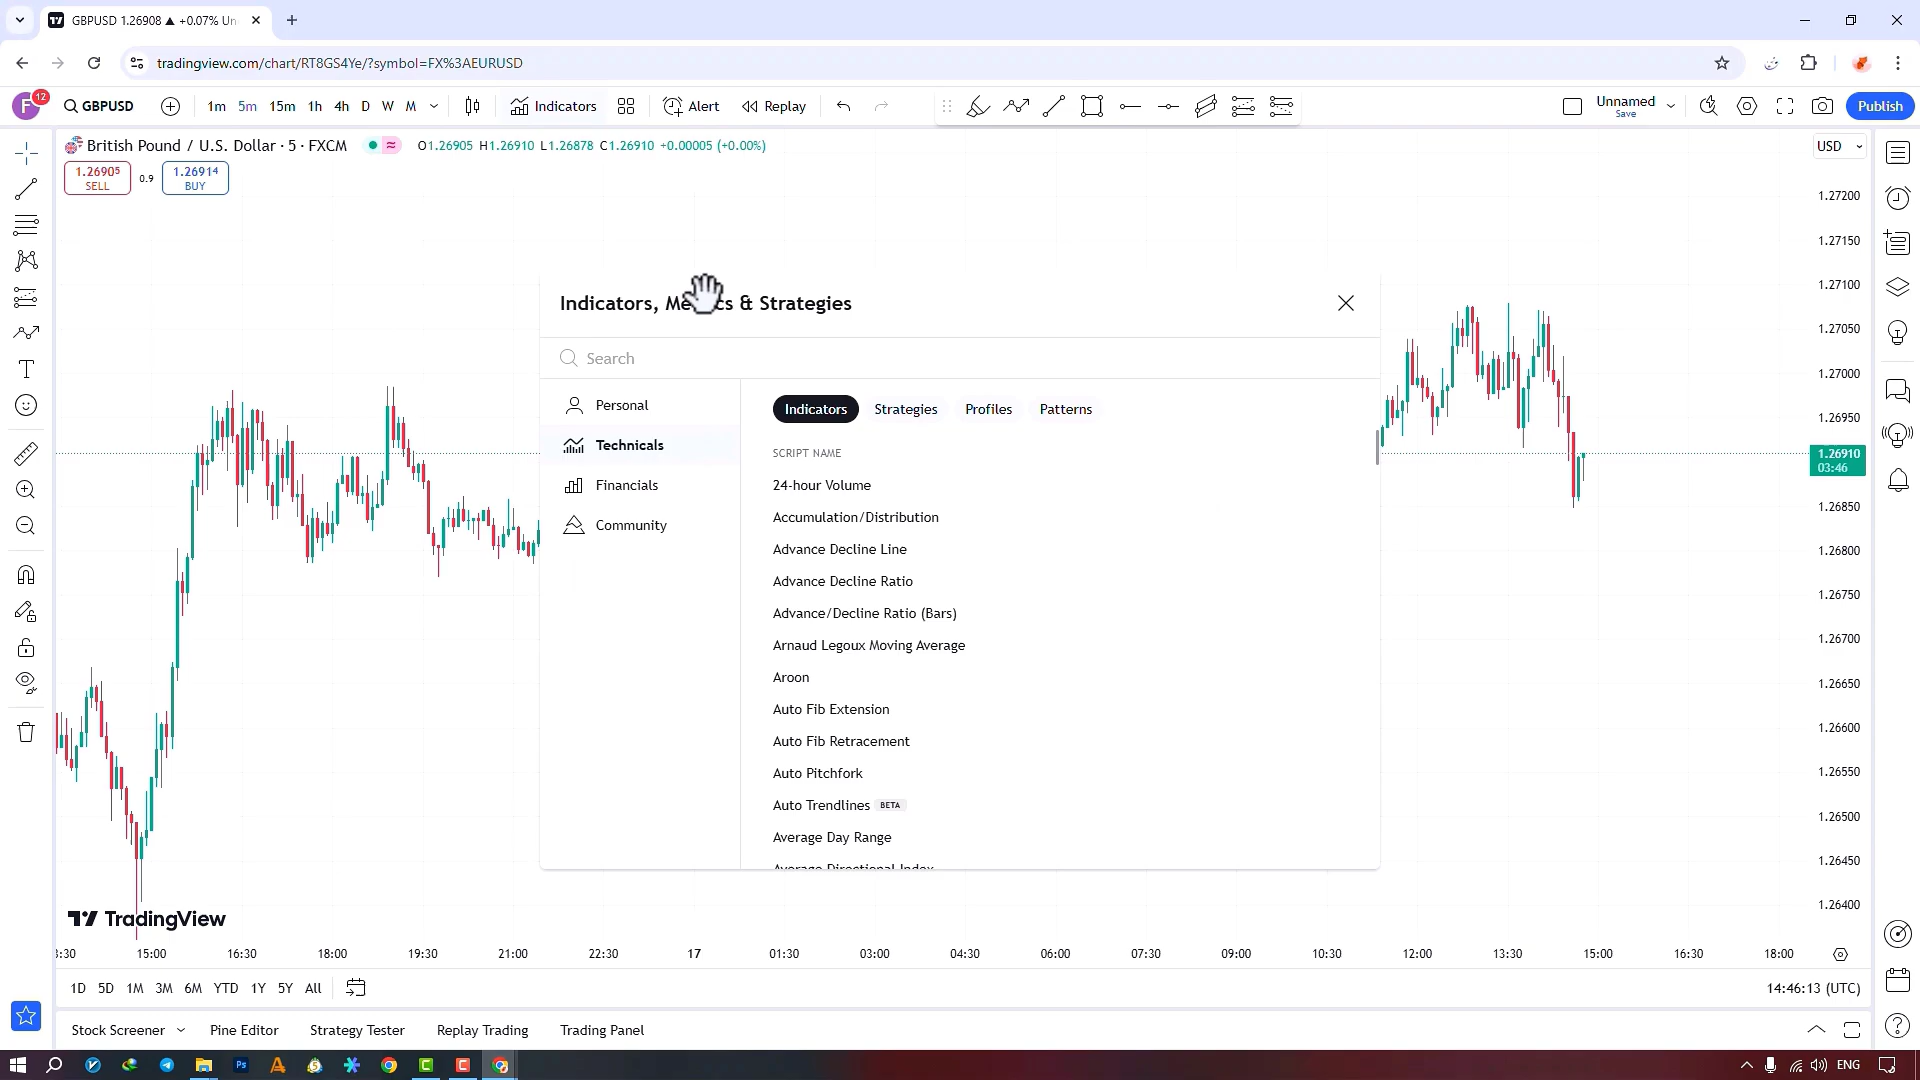 GBPUSD 1.26908 ▲ +0.07% Un
tradingview.com/chart/RT8GS4Ye/?symbol=FX%3AEURUSD
F 12 GBPUSD 1m 5m 15m 1h 4h D W M Indicators Alert Replay Unnamed Save Publish
British Pound / U.S. Dollar · 5 · FXCM O1.26905 H1.26910 L1.26878 C1.26910 +0.00005 (+0.00%) USD
1.26905 0.9 1.26914
SELL BUY
1.27200
1.27150
1.27100
1.27050
1.27000
1.26950
1.26910
03:46
1.26850
1.26800
1.26750
1.26700
1.26650
1.26600
1.26550
1.26500
1.26450
1.26400
Indicators, Me cs & Strategies
Search
Personal
Technicals
Financials
Community
Indicators Strategies Profiles Patterns
SCRIPT NAME
24-hour Volume
Accumulation/Distribution
Advance Decline Line
Advance Decline Ratio
Advance/Decline Ratio (Bars)
Arnaud Legoux Moving Average
Aroon
Auto Fib Extension
Auto Fib Retracement
Auto Pitchfork
Auto Trendlines BETA
Average Day Range
Average Directional Index
TradingView
3:30 15:00 16:30 18:00 19:30 21:00 22:30 17 01:30 03:00 04:30 06:00 07:30 09:00 10:30 12:00 13:30 15:00 16:30 18:00
1D 5D 1M 3M 6M YTD 1Y 5Y All 14:46:13 (UTC)
Stock Screener Pine Editor Strategy Tester Replay Trading Trading Panel
ENG